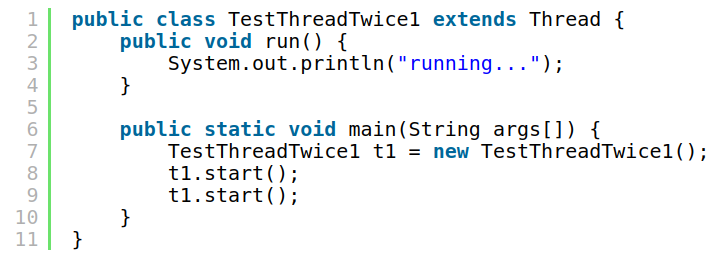 1 public class TestThreadTwice1 extends Thread {
2     public void run() {
3         System.out.println("running...");
4     }
5
6     public static void main(String args[]) {
7         TestThreadTwice1 t1 = new TestThreadTwice1();
8         t1.start();
9         t1.start();
10     }
11 }